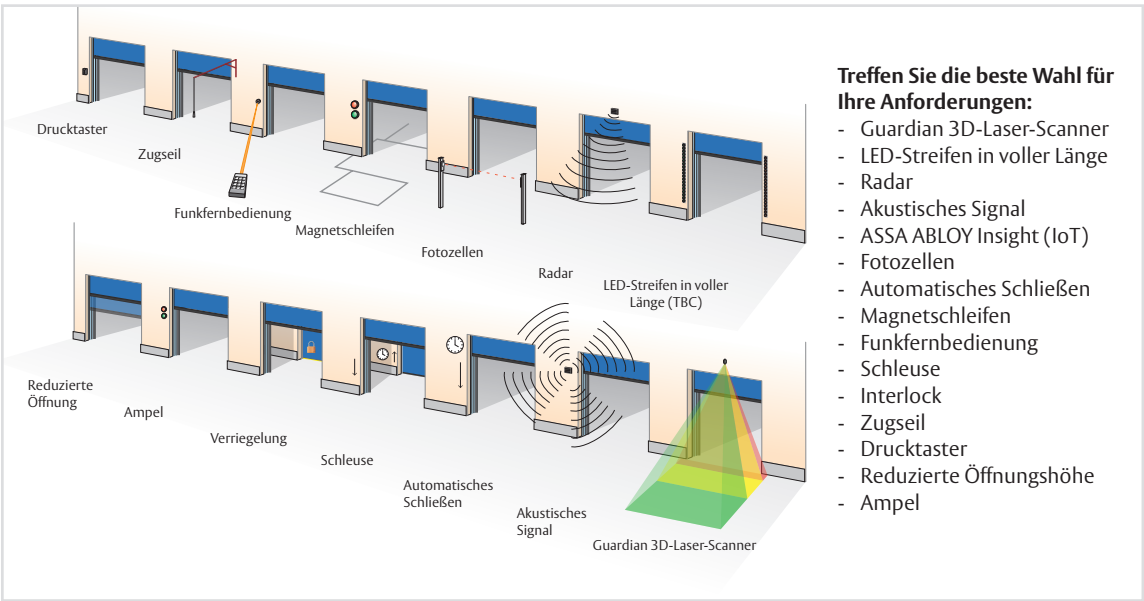 Drucktaster
Zugseil
Funkfernbedienung
Magnetschleifen
Fotozellen
Radar
LED-Streifen in voller
Länge (TBC)
Reduzierte
Öffnung
Ampel
Verriegelung
Schleuse
Automatisches
Schließen
Akustisches
Signal
Guardian 3D-Laser-Scanner
Treffen Sie die beste Wahl für
Ihre Anforderungen:
- Guardian 3D-Laser-Scanner
- LED-Streifen in voller Länge
- Radar
- Akustisches Signal
- ASSA ABLOY Insight (IoT)
- Fotozellen
- Automatisches Schließen
- Magnetschleifen
- Funkfernbedienung
- Schleuse
- Interlock
- Zugseil
- Drucktaster
- Reduzierte Öffnungshöhe
- Ampel